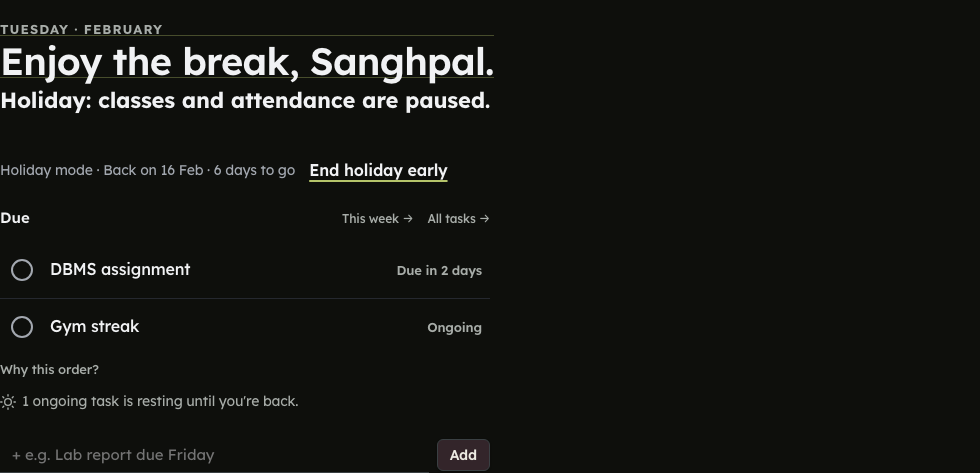 TUESDAY · FEBRUARY
Enjoy the break, Sanghpal.
Holiday: classes and attendance are paused.
Holiday mode · Back on 16 Feb · 6 days to go End holiday early
Due This week → All tasks →
DBMS assignment Due in 2 days
Gym streak Ongoing
Why this order?
1 ongoing task is resting until you're back.
+ e.g. Lab report due Friday Add